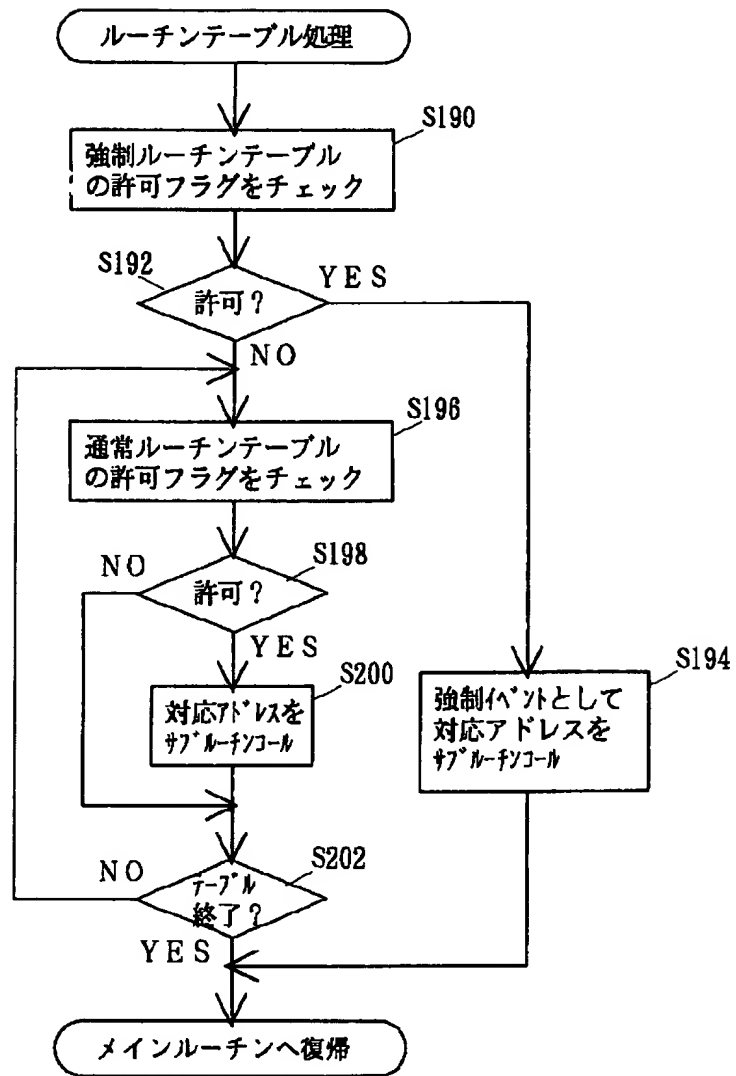 ルーチンテーブル処理
S190
強制ルーチンテーブル
の許可フラグをチェック
S192
許可？
YES
NO
S196
通常ルーチンテーブル
の許可フラグをチェック
S198
NO
許可？
YES
S200
対応ｱﾄﾞﾚｽを
ｻﾌﾞﾙｰﾁﾝｺｰﾙ
S194
強制ｲﾍﾞﾝﾄとして
対応アドレスを
ｻﾌﾞﾙｰﾁﾝｺｰﾙ
S202
NO
ﾃｰﾌﾞﾙ
終了？
YES
メインルーチンへ復帰